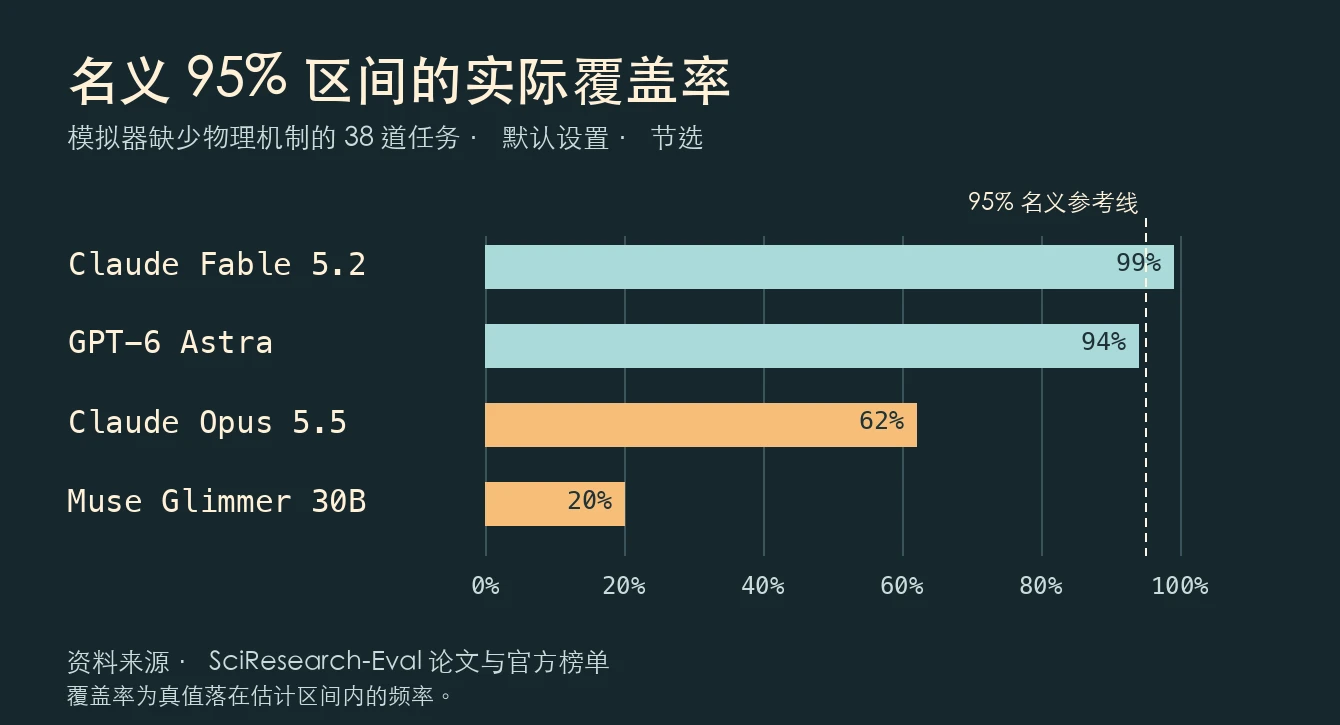 名义 95% 区间的实际覆盖率
模拟器缺少物理机制的 38 道任务 · 默认设置 · 节选
95% 名义参考线
Claude Fable 5.2
99%
GPT−6 Astra
94%
Claude Opus 5.5
62%
Muse Glimmer 30B
20%
0% 20% 40% 60% 80% 100%
资料来源 · SciResearch-Eval 论文与官方榜单
覆盖率为真值落在估计区间内的频率。